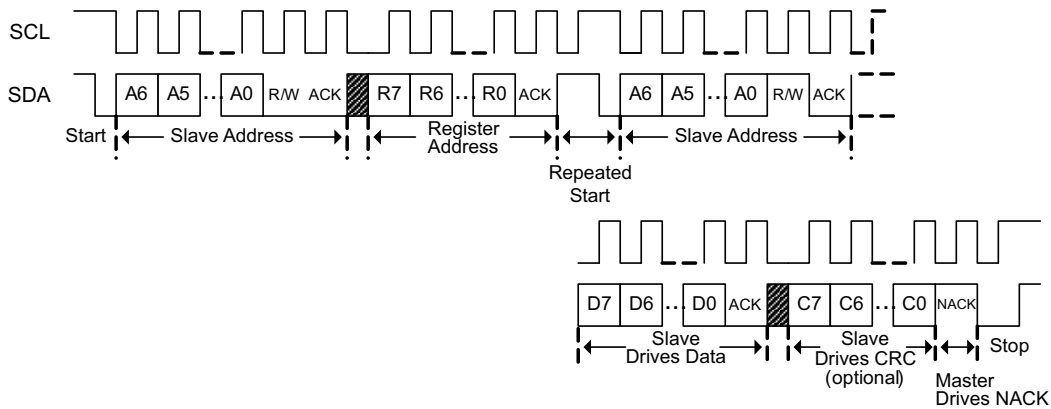 SCL
SDA
A6 A5 ... A0 R/W ACK R7 R6 ... R0 ACK A6 A5 ... A0 R/W ACK
Start
Slave Address
Register
Address
Repeated
Start
Slave Address
D7 D6 ... D0 ACK C7 C6 ... C0 NACK
Slave
Drives Data
Slave
Drives CRC
(optional)
Master
Drives NACK
Stop